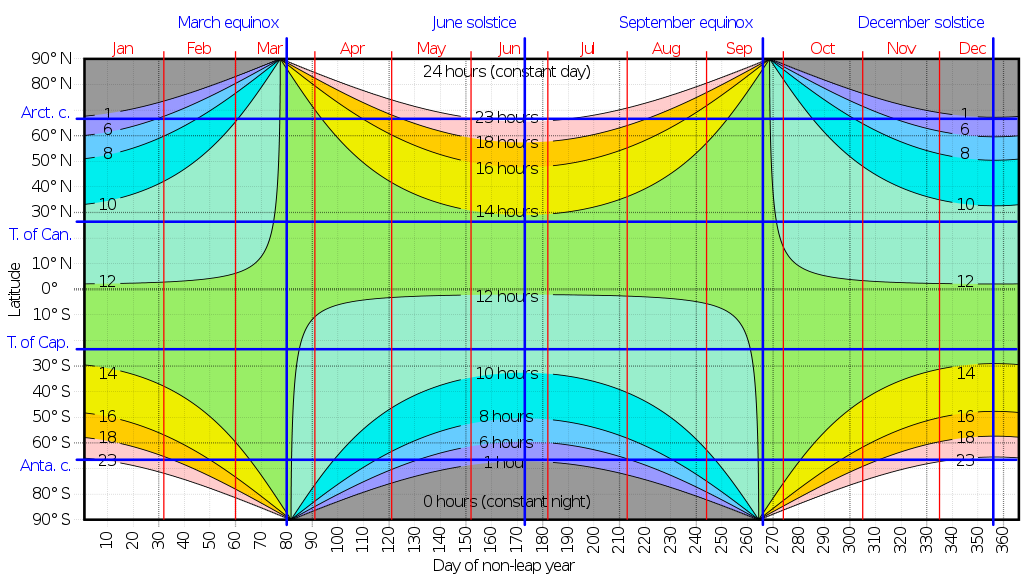 March equinox June solstice September equinox December solstice
Jan Feb Mar Apr May Jun Jul Aug Sep Oct Nov Dec
90° N
24 hours (constant day)
80° N
Arct. c.
1 23 hours 1
60° N
6 18 hours 6
50° N
8 16 hours 8
40° N
10 14 hours 10
30° N
T. of Can.
10° N
12 12
0°
12 hours
10° S
T. of Cap.
30° S
14 10 hours 14
40° S
16 8 hours 16
50° S
18 6 hours 18
60° S
Anta. c.
23 1 hou 23
80° S
0 hours (constant night)
90° S
Latitude
10 20 30 40 50 60 70 80 90 100 110 120 130 140 150 160 170 180 190 200 210 220 230 240 250 260 270 280 290 300 310 320 330 340 350 360
Day of non-leap year